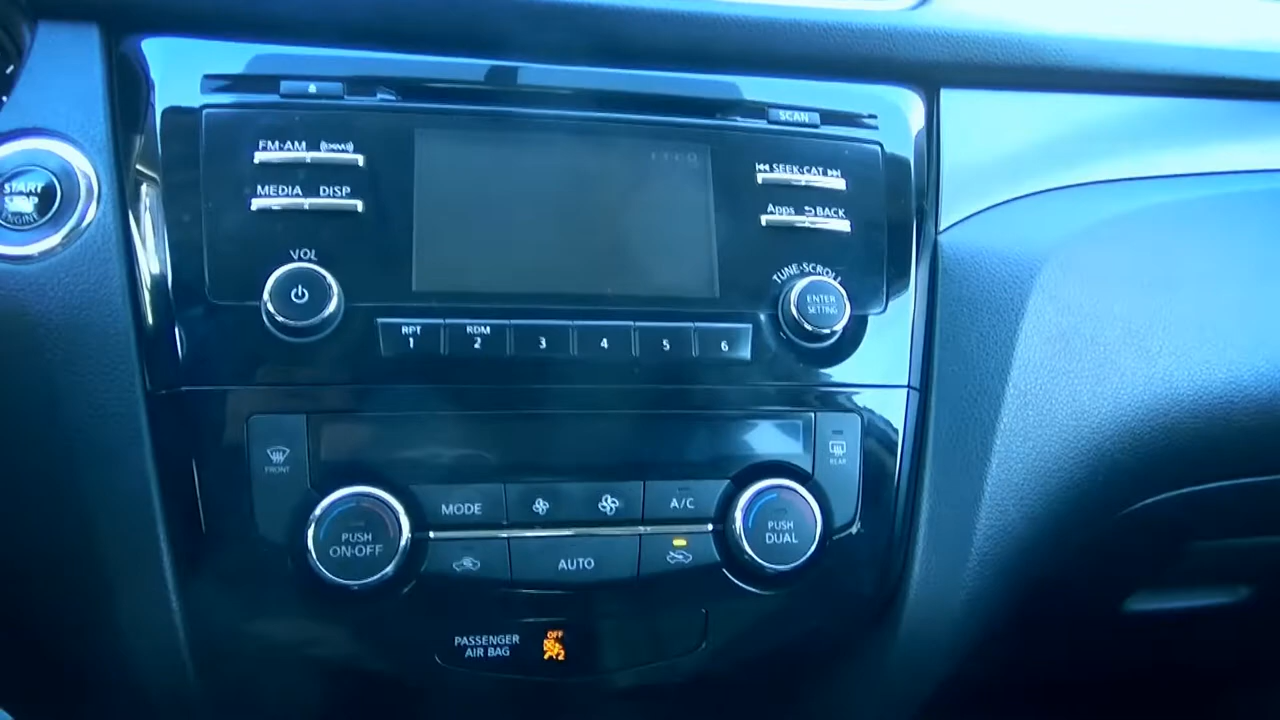 SCAN
FM·AM (((XM)))
MEDIA DISP
SEEK·CAT
Apps BACK
START
STOP
ENGINE
VOL
TUNE·SCROLL
ENTER
SETTING
RPT
1
RDM
2
3
4
5
6
FRONT
REAR
MODE
A/C
PUSH
ON·OFF
PUSH
DUAL
AUTO
PASSENGER
AIR BAG
OFF
2